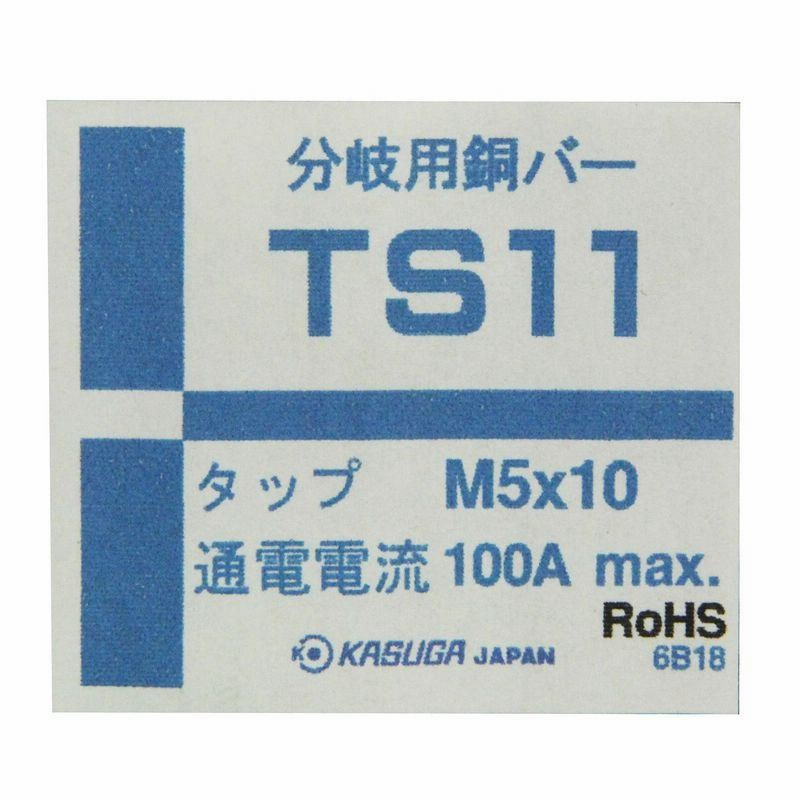 分岐用銅バー
TS11
タップ M5x10
通電電流 100A max.
RoHS
KASUGA JAPAN 6B18